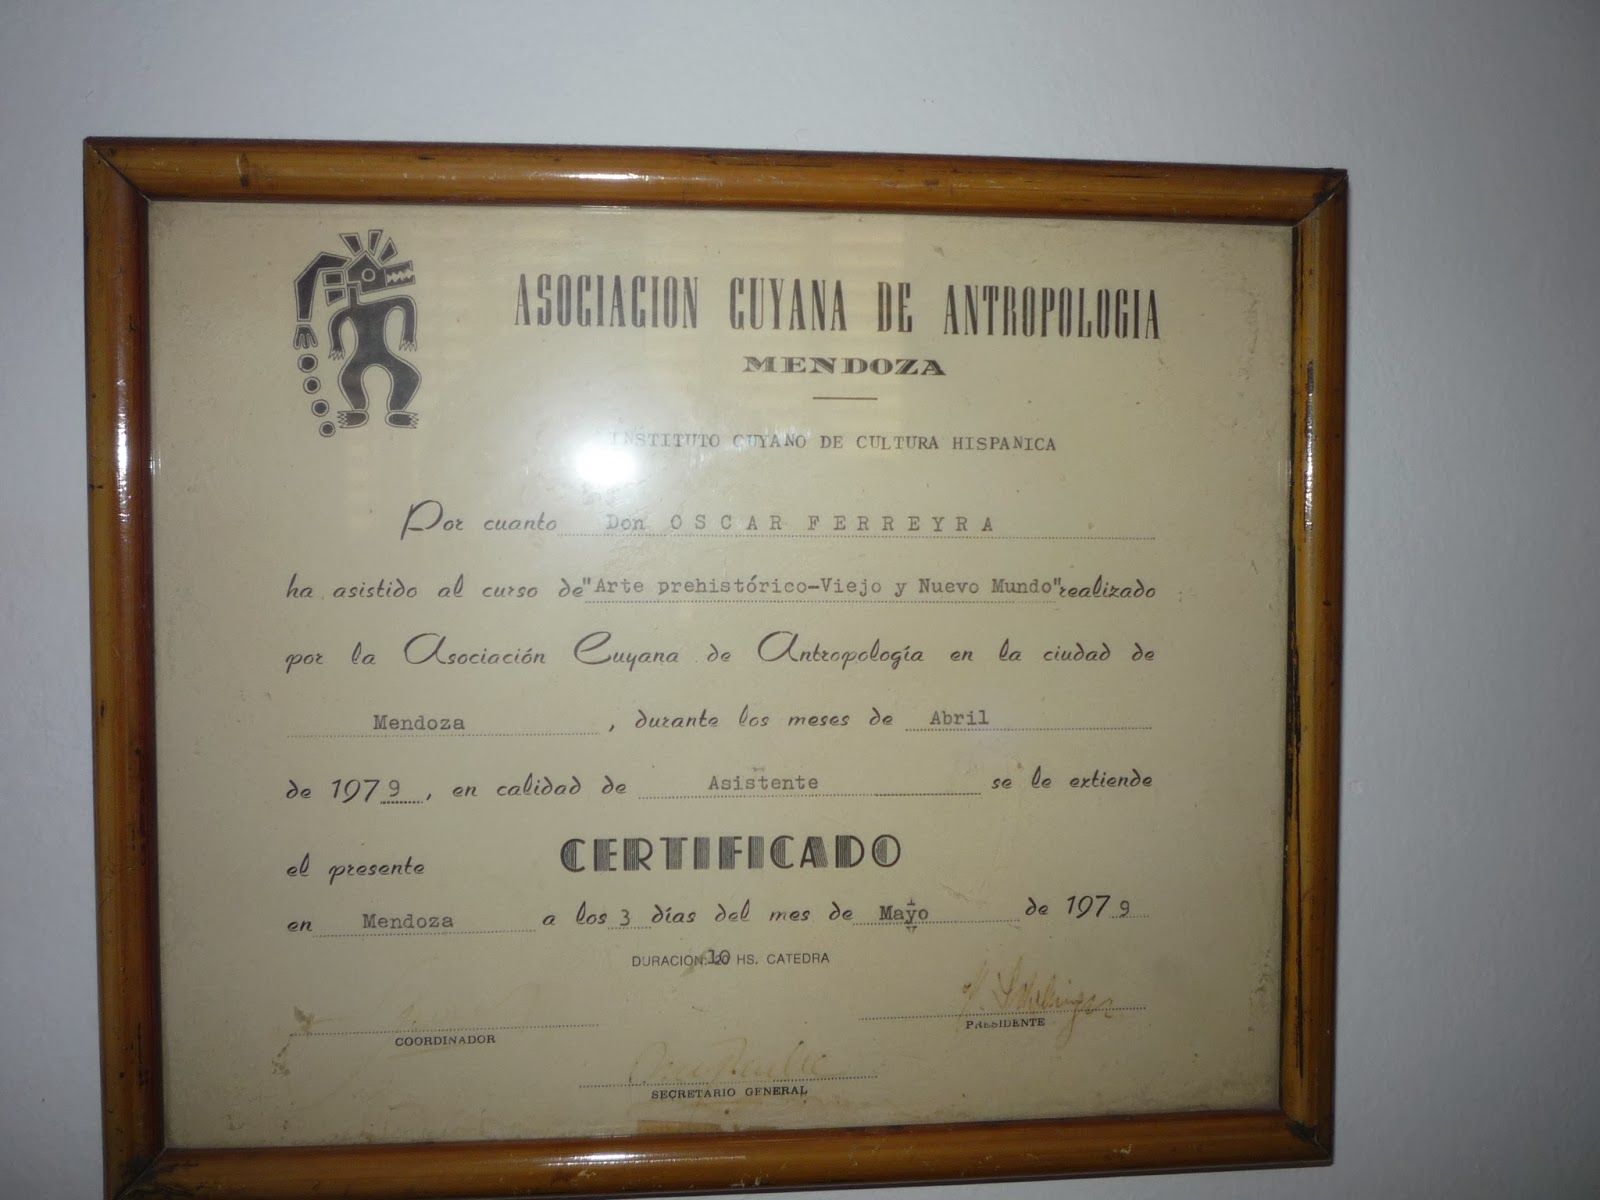 ASOCIACION CUYANA DE ANTROPOLOGIA
MENDOZA
INSTITUTO CUYANO DE CULTURA HISPANICA
Por cuanto Don OSCAR FERREYRA
ha asistido al curso de "Arte prehistórico-Viejo y Nuevo Mundo" realizado
por la Asociación Cuyana de Antropología en la ciudad de
Mendoza, durante los meses de Abril
de 1979, en calidad de Asistente se le extiende
el presente CERTIFICADO
en Mendoza a los 3 días del mes de Mayo de 1979
DURACION: 10 HS. CATEDRA
COORDINADOR
PRESIDENTE
SECRETARIO GENERAL